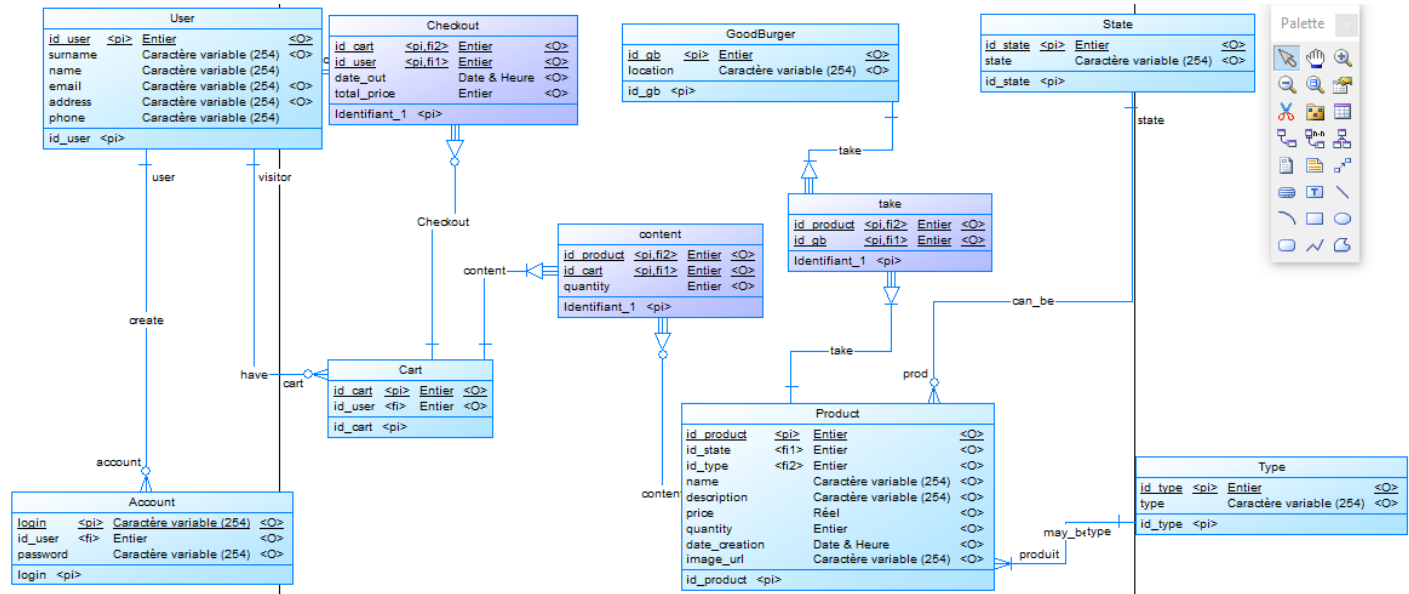 User
id_user <pi> Entier <O>
surname Caractère variable (254) <O>
name Caractère variable (254)
email Caractère variable (254) <O>
address Caractère variable (254) <O>
phone Caractère variable (254)
id_user <pi>
Checkout
id_cart <pi,fi2> Entier <O>
id_user <pi,fi1> Entier <O>
date_out Date & Heure <O>
total_price Entier <O>
Identifiant_1 <pi>
GoodBurger
id_gb <pi> Entier <O>
location Caractère variable (254) <O>
id_gb <pi>
State
id_state <pi> Entier <O>
state Caractère variable (254) <O>
id_state <pi>
Palette
user
visitor
state
take
Checkout
content
id_product <pi,fi2> Entier <O>
id_cart <pi,fi1> Entier <O>
quantity Entier <O>
Identifiant_1 <pi>
take
id_product <pi,fi2> Entier <O>
id_gb <pi,fi1> Entier <O>
Identifiant_1 <pi>
content
can_be
create
take
have
cart
prod
Cart
id_cart <pi> Entier <O>
id_user <fi> Entier <O>
id_cart <pi>
Product
id_product <pi> Entier <O>
id_state <fi1> Entier <O>
id_type <fi2> Entier <O>
name Caractère variable (254) <O>
description Caractère variable (254) <O>
price Réel <O>
quantity Entier <O>
date_creation Date & Heure <O>
image_url Caractère variable (254) <O>
id_product <pi>
account
content
Account
login <pi> Caractère variable (254) <O>
id_user <fi> Entier <O>
password Caractère variable (254) <O>
login <pi>
Type
id_type <pi> Entier <O>
type Caractère variable (254) <O>
id_type <pi>
may_be
type
produit